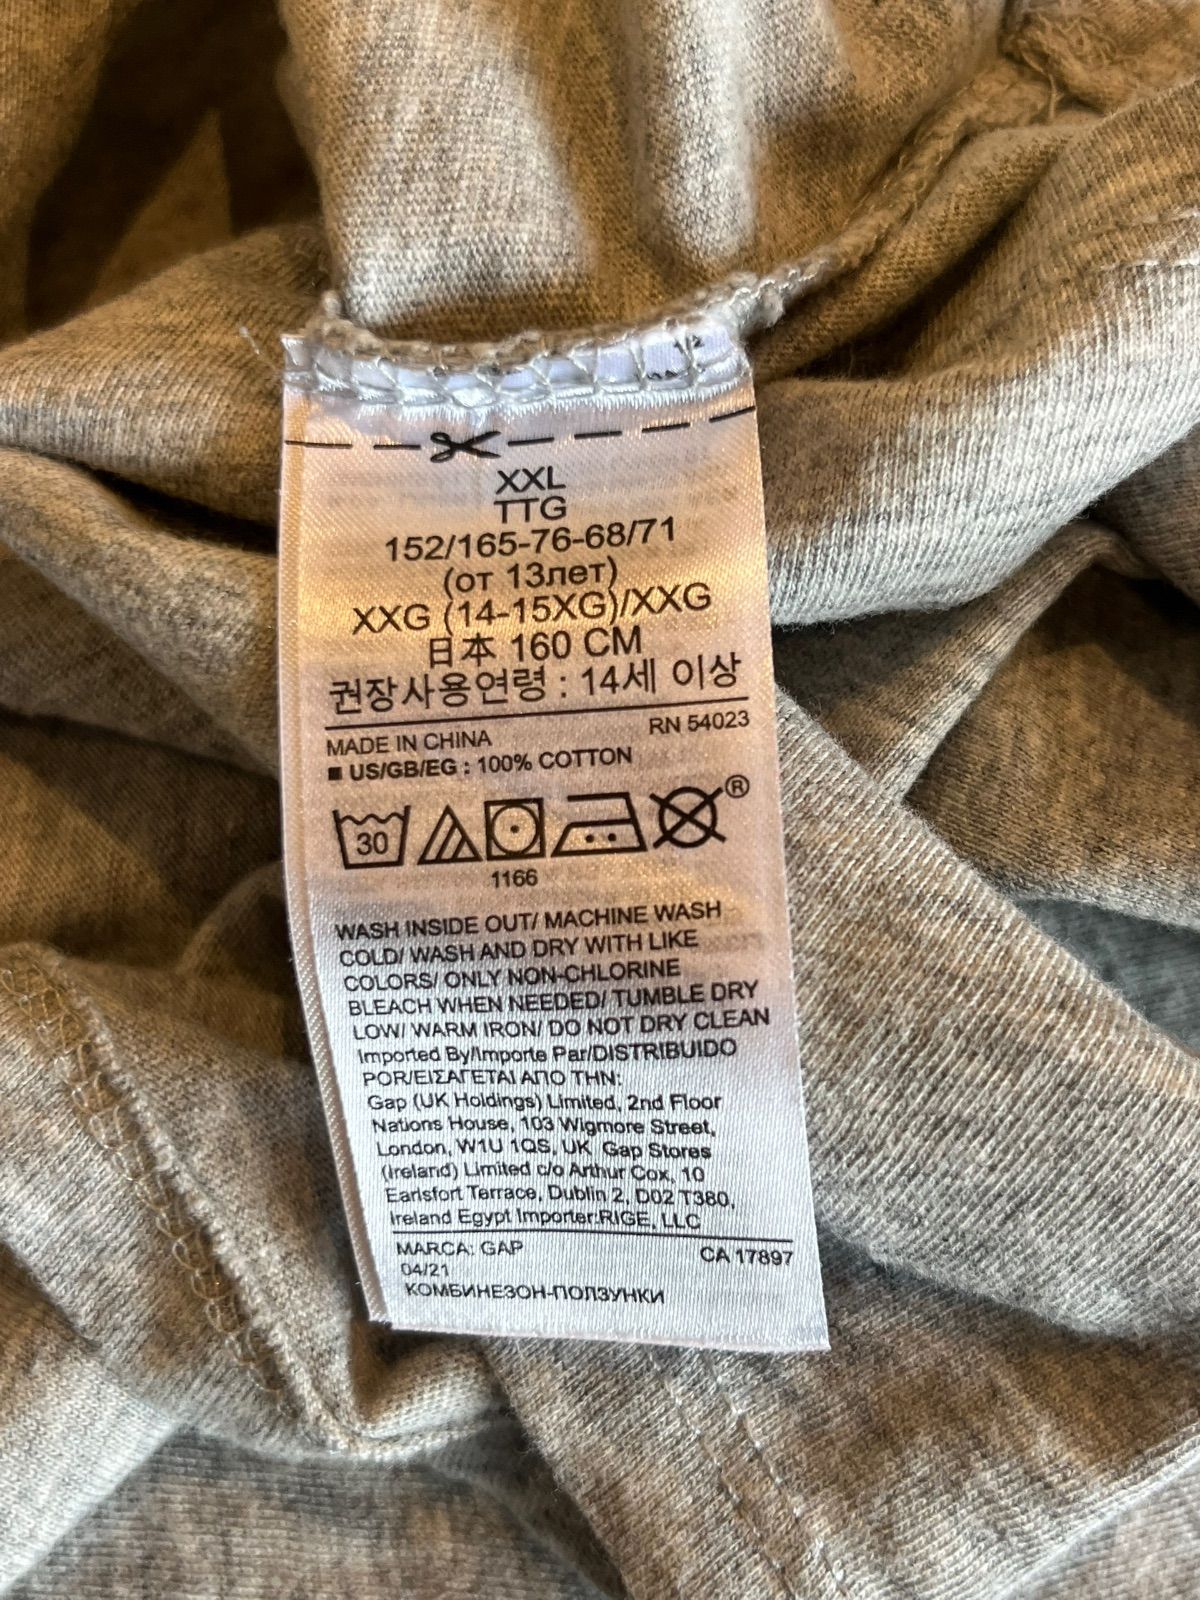 XXL
TTG
152/165-76-68/71
(от 13лет)
XXG (14-15XG)/XXG
日本 160 CM
권장사용연령 : 14세 이상
RN 54023
MADE IN CHINA
■ US/GB/EG : 100% COTTON
30
®
1166
WASH INSIDE OUT/ MACHINE WASH
COLD/ WASH AND DRY WITH LIKE
COLORS/ ONLY NON-CHLORINE
BLEACH WHEN NEEDED/ TUMBLE DRY
LOW/ WARM IRON/ DO NOT DRY CLEAN
Imported By/Importe Par/DISTRIBUIDO
POR/ΕΙΣΑΓΕΤΑΙ ΑΠΟ ΤΗΝ:
Gap (UK Holdings) Limited, 2nd Floor
Nations House, 103 Wigmore Street,
London, W1U 1QS, UK Gap Stores
(Ireland) Limited c/o Arthur Cox, 10
Earlsfort Terrace, Dublin 2, D02 T380,
Ireland Egypt Importer:RIGE, LLC
MARCA: GAP
CA 17897
04/21
КОМБИНЕЗОН-ПОЛЗУНКИ